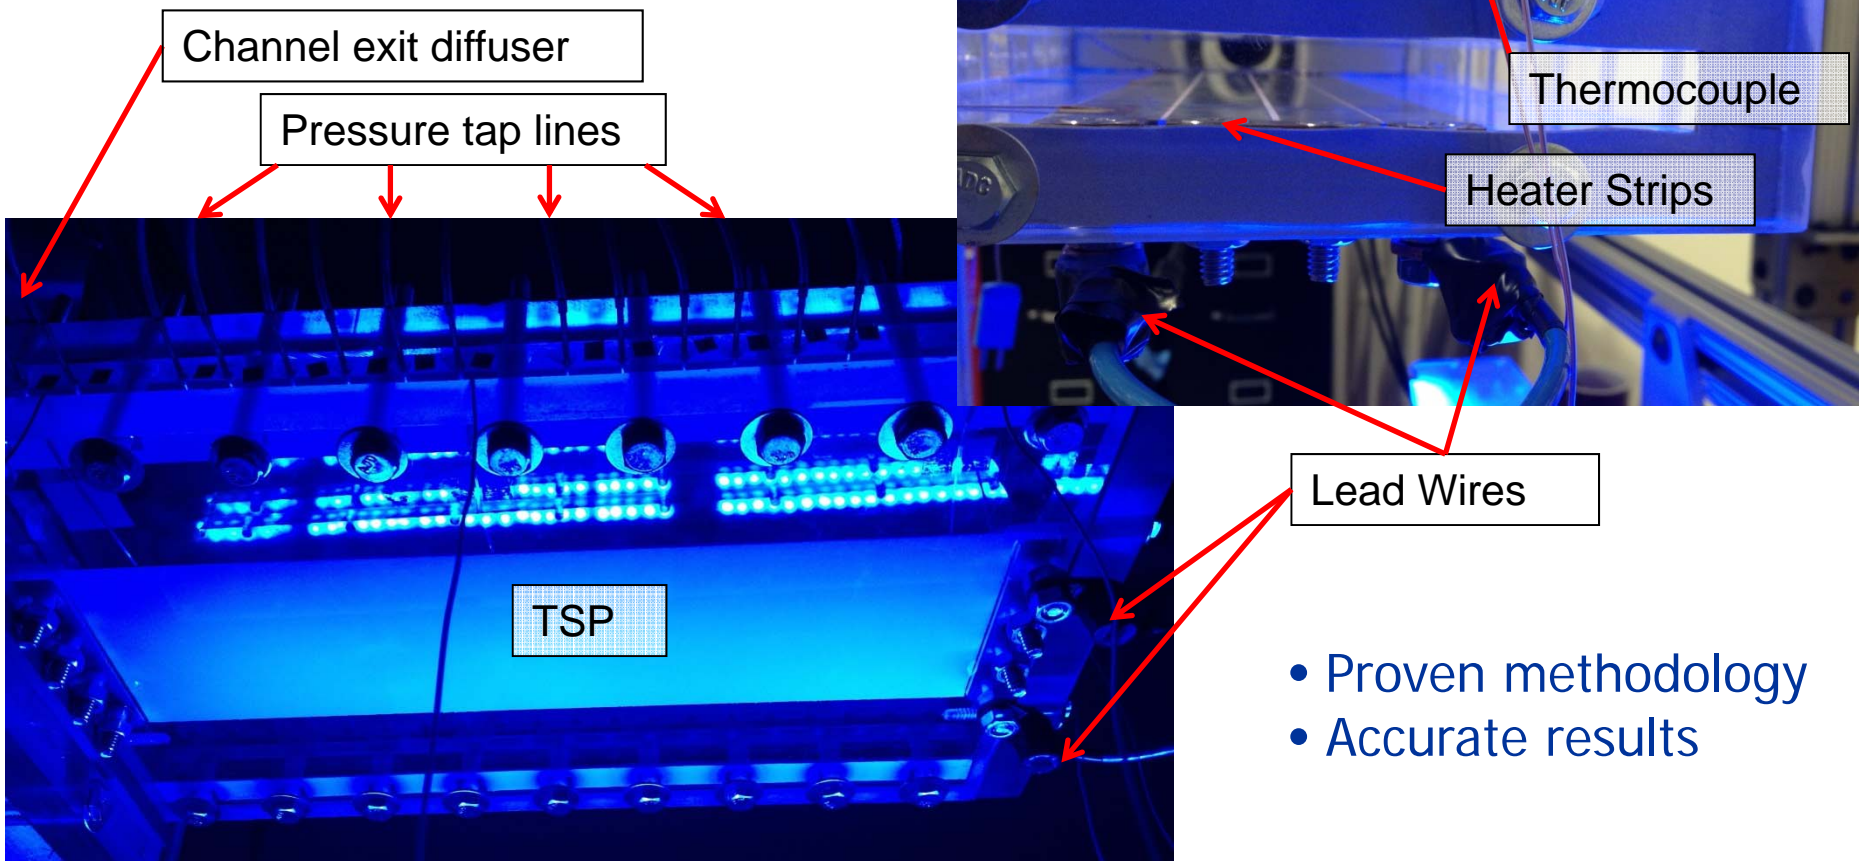 Channel exit diffuser
Pressure tap lines
Thermocouple
Heater Strips
Lead Wires
TSP
• Proven methodology
• Accurate results